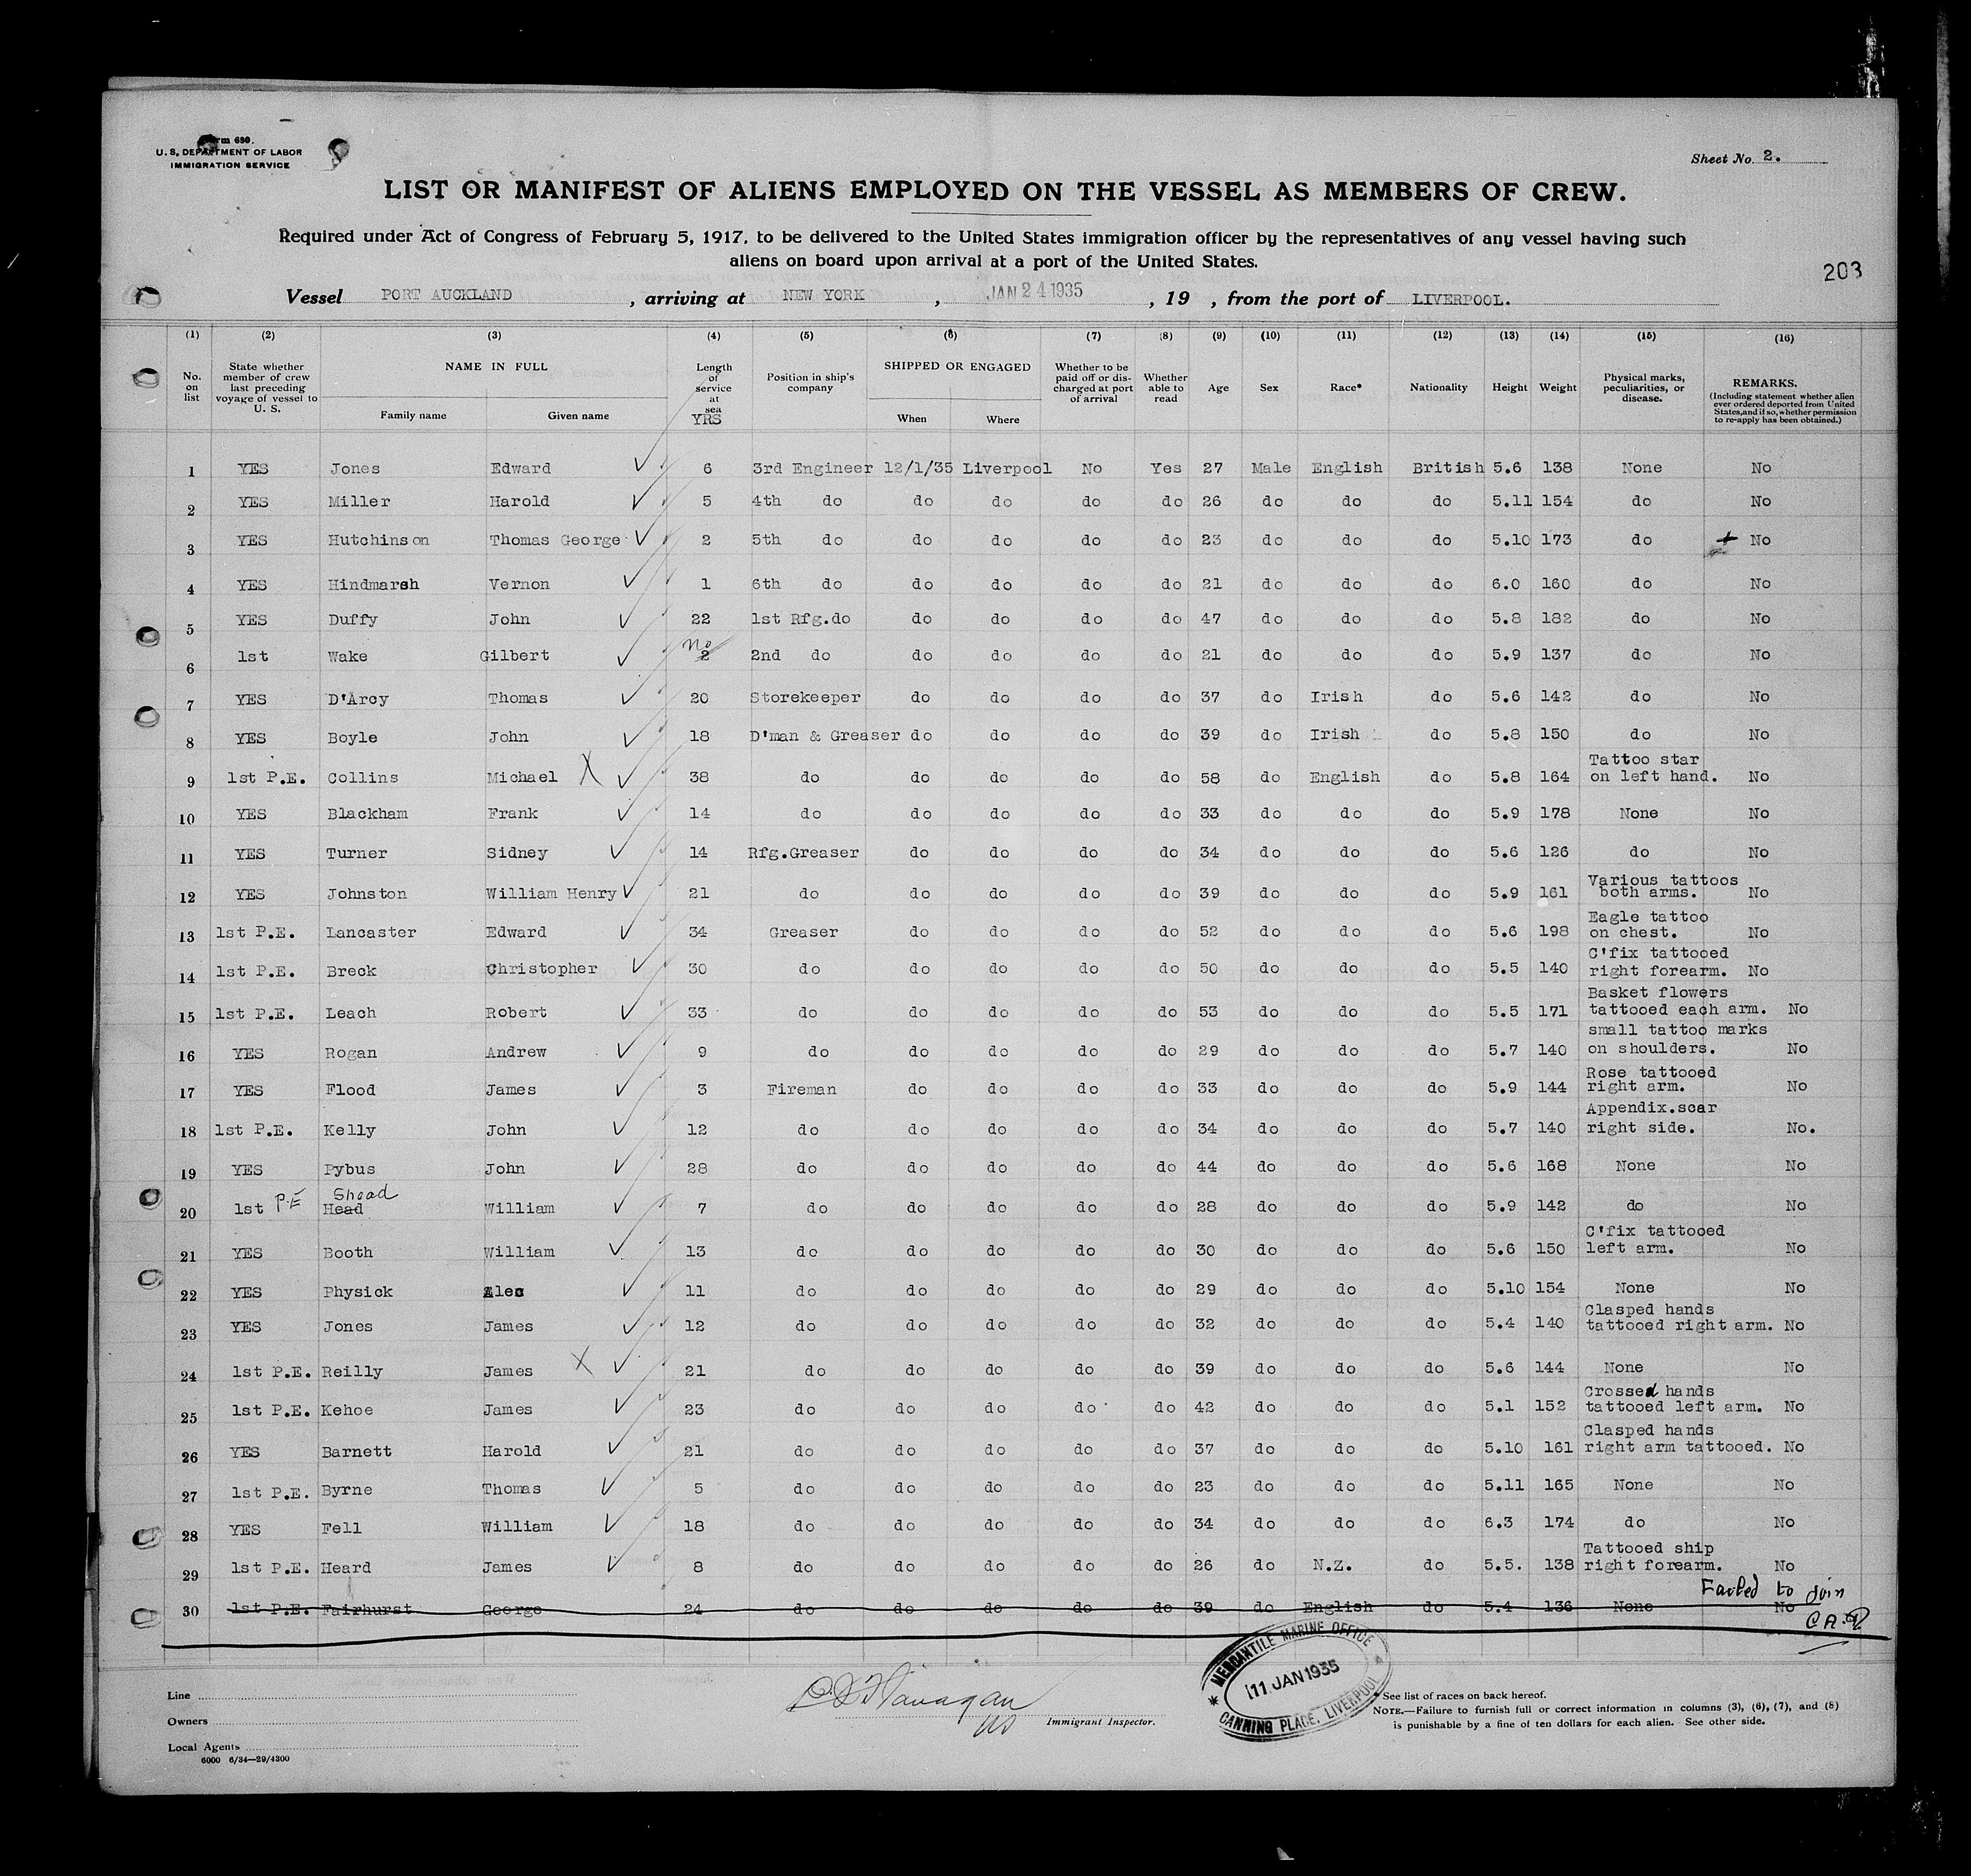 Form 680.
U. S. DEPARTMENT OF LABOR
IMMIGRATION SERVICE
Sheet No. 2.
LIST OR MANIFEST OF ALIENS EMPLOYED ON THE VESSEL AS MEMBERS OF CREW.
Required under Act of Congress of February 5, 1917, to be delivered to the United States immigration officer by the representatives of any vessel having such
aliens on board upon arrival at a port of the United States.
203
Vessel PORT AUCKLAND, arriving at NEW YORK, JAN 24 1935, 19 , from the port of LIVERPOOL.
(1) (2) (3) (4) (5) (6) (7) (8) (9) (10) (11) (12) (13) (14) (15) (16)
No. on list | State whether member of crew last preceding voyage of vessel to U. S. | NAME IN FULL Family name Given name | Length of service at sea YRS | Position in ship's company | SHIPPED OR ENGAGED When Where | Whether to be paid off or discharged at port of arrival | Whether able to read | Age | Sex | Race* | Nationality | Height | Weight | Physical marks, peculiarities, or disease. | REMARKS. (Including statement whether alien ever ordered deported from United States, and if so, whether permission to re-apply has been obtained.)
1 YES Jones Edward 6 3rd Engineer 12/1/35 Liverpool No Yes 27 Male English British 5.6 138 None No
2 YES Miller Harold 5 4th do do do do do 26 do do do 5.11 154 do No
3 YES Hutchinson Thomas George 2 5th do do do do do 23 do do do 5.10 173 do No
4 YES Hindmarsh Vernon 1 6th do do do do do 21 do do do 6.0 160 do No
5 YES Duffy John 22 1st Rfg.do do do do do 47 do do do 5.8 182 do No
6 1st Wake Gilbert 2 no 2nd do do do do do 21 do do do 5.9 137 do No
7 YES D'Arcy Thomas 20 Storekeeper do do do do 37 do Irish do 5.6 142 do No
8 YES Boyle John 18 D'man & Greaser do do do do 39 do Irish do 5.8 150 do No
9 1st P.E. Collins Michael X 38 do do do do do 58 do English do 5.8 164 Tattoo star on left hand. No
10 YES Blackham Frank 14 do do do do do 33 do do do 5.9 178 None No
11 YES Turner Sidney 14 Rfg.Greaser do do do do 34 do do do 5.6 126 do No
12 YES Johnston William Henry 21 do do do do do 39 do do do 5.9 161 Various tattoos both arms. No
13 1st P.E. Lancaster Edward 34 Greaser do do do do 52 do do do 5.6 198 Eagle tattoo on chest. No
14 1st P.E. Breck Christopher 30 do do do do do 50 do do do 5.5 140 C'fix tattooed right forearm. No
15 1st P.E. Leach Robert 33 do do do do do 53 do do do 5.5 171 Basket flowers tattooed each arm. No
16 YES Rogan Andrew 9 do do do do do 29 do do do 5.7 140 small tattoo marks on shoulders. No
17 YES Flood James 3 Fireman do do do do 33 do do do 5.9 144 Rose tattooed right arm. No
18 1st P.E. Kelly John 12 do do do do do 34 do do do 5.7 140 Appendix.scar right side. No.
19 YES Pybus John 28 do do do do do 44 do do do 5.6 168 None No
20 1st P.E Head Shead William 7 do do do do do 28 do do do 5.9 142 do No
21 YES Booth William 13 do do do do do 30 do do do 5.6 150 C'fix tattooed left arm. No
22 YES Physick Alec 11 do do do do do 29 do do do 5.10 154 None No
23 YES Jones James 12 do do do do do 32 do do do 5.4 140 Clasped hands tattooed right arm. No
24 1st P.E. Reilly James X 21 do do do do do 39 do do do 5.6 144 None No
25 1st P.E. Kehoe James 23 do do do do do 42 do do do 5.1 152 Crossed hands tattooed left arm. No
26 YES Barnett Harold 21 do do do do do 37 do do do 5.10 161 Clasped hands right arm tattooed. No
27 1st P.E. Byrne Thomas 5 do do do do do 23 do do do 5.11 165 None No
28 YES Fell William 18 do do do do do 34 do do do 6.3 174 do No
29 1st P.E. Heard James 8 do do do do do 26 do N.Z. do 5.5. 138 Tattooed ship right forearm. No
30 1st P.E. Fairhurst George 24 do do do do do 39 do English do 5.4 136 None No Failed to join
Line
Owners
Local Agents
6000 6/34—29/4300
Immigrant Inspector.
MERCANTILE MARINE OFFICE
11 JAN 1935
CANNING PLACE. LIVERPOOL
* See list of races on back hereof.
NOTE.—Failure to furnish full or correct information in columns (3), (6), (7), and (8)
is punishable by a fine of ten dollars for each alien. See other side.